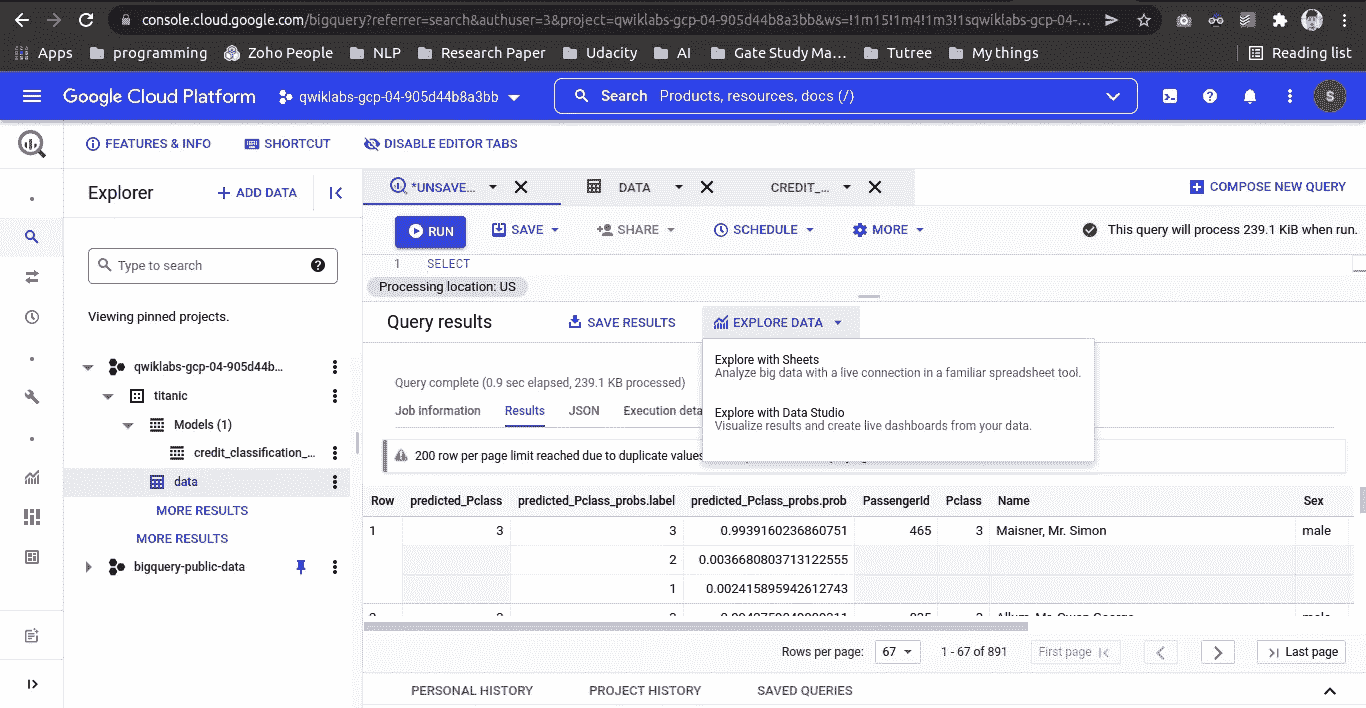 console.cloud.google.com/bigquery?referrer=search&authuser=3&project=qwiklabs-gcp-04-905d44b8a3bb&ws=!1m15!1m4!1m3!1sqwiklabs-gcp-04-...
Apps programming Zoho People NLP Research Paper Udacity AI Gate Study Ma... Tutree My things Reading list
Google Cloud Platform qwiklabs-gcp-04-905d44b8a3bb Search Products, resources, docs (/) S
FEATURES & INFO SHORTCUT DISABLE EDITOR TABS
Explorer + ADD DATA *UNSAVE... DATA CREDIT_... COMPOSE NEW QUERY
RUN SAVE SHARE SCHEDULE MORE This query will process 239.1 KiB when run.
Type to search 1 SELECT
Processing location: US
Viewing pinned projects. Query results SAVE RESULTS EXPLORE DATA
Explore with Sheets
Analyze big data with a live connection in a familiar spreadsheet tool.
Explore with Data Studio
Visualize results and create live dashboards from your data.
qwiklabs-gcp-04-905d44b...
titanic
Models (1)
credit_classification_...
data
MORE RESULTS
MORE RESULTS
bigquery-public-data
Query complete (0.9 sec elapsed, 239.1 KB processed)
Job information Results JSON Execution deta
200 row per page limit reached due to duplicate values
Row predicted_Pclass predicted_Pclass_probs.label predicted_Pclass_probs.prob PassengerId Pclass Name Sex
1 3 3 0.9939160236860751 465 3 Maisner, Mr. Simon male
2 0.0036680803713122555
1 0.002415895942612743
Rows per page: 67 1 - 67 of 891 First page Last page
PERSONAL HISTORY PROJECT HISTORY SAVED QUERIES